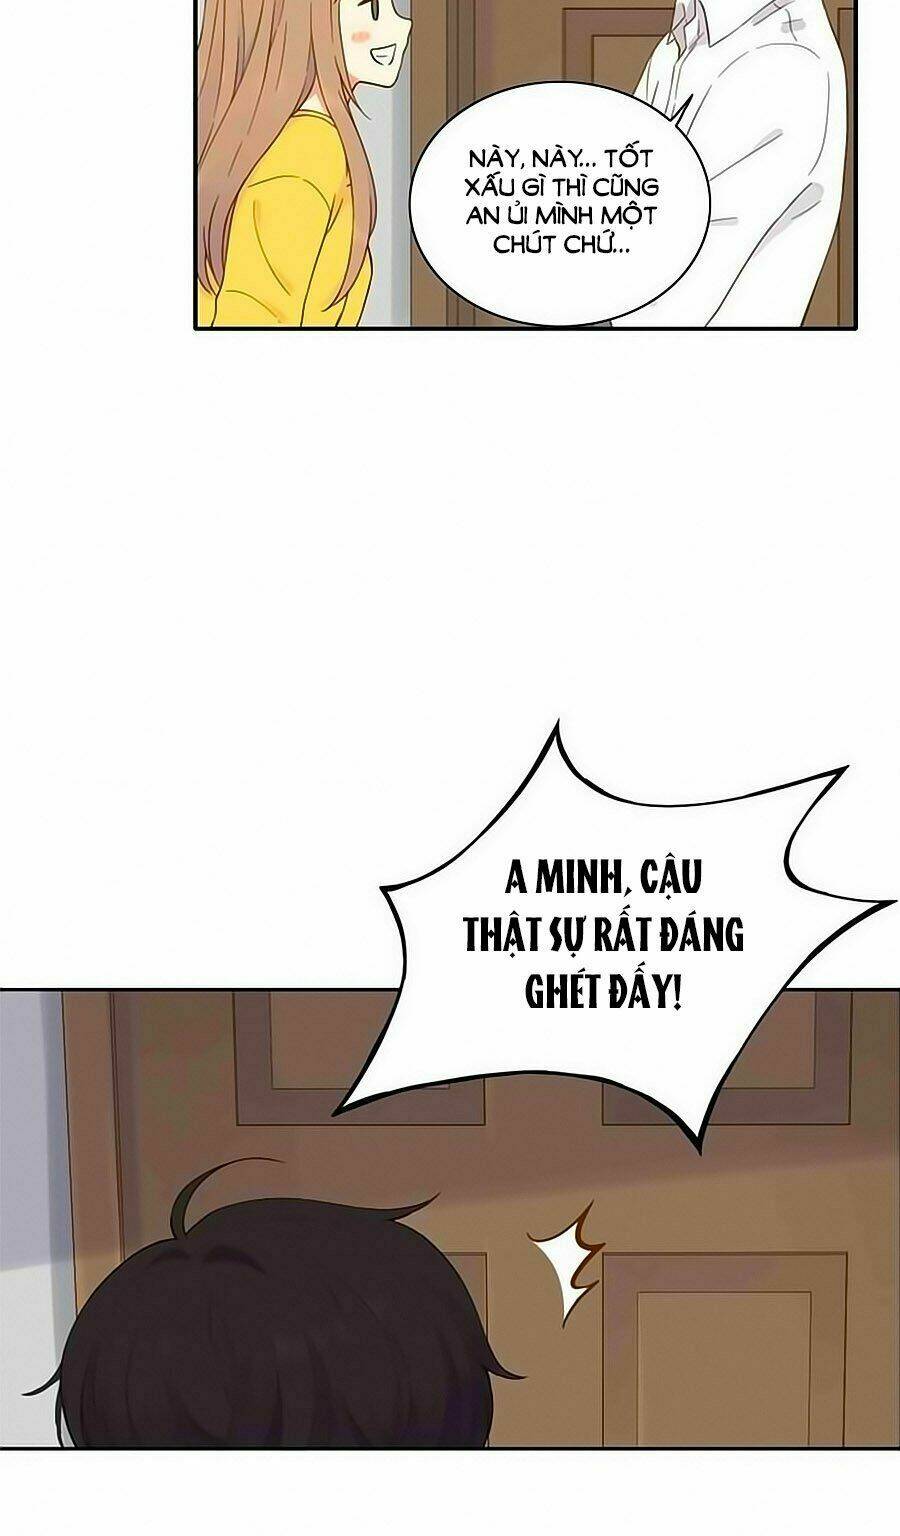 NÀY, NÀY... TỐT
XẤU GÌ THÌ CŨNG
AN ỦI MÌNH MỘT
CHÚT CHỨ...
A MINH, CẬU
THẬT SỰ RẤT ĐÁNG
GHÉT ĐẤY!